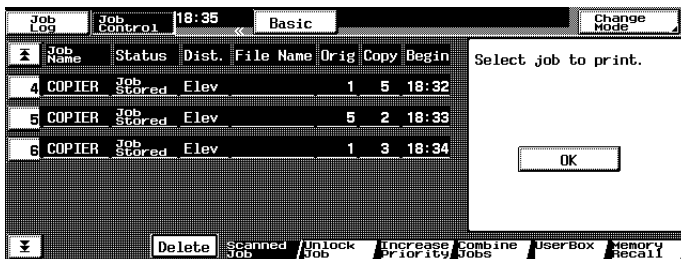 Job Log Job Control 18:35 « Basic Change Mode
Job Name Status Dist. File Name Orig Copy Begin
4 COPIER Job Stored Elev 1 5 18:32
5 COPIER Job Stored Elev 5 2 18:33
6 COPIER Job Stored Elev 1 3 18:34
Select job to print.
OK
Delete Scanned Job Unlock Job Increase Priority Combine Jobs UserBox Memory Recall